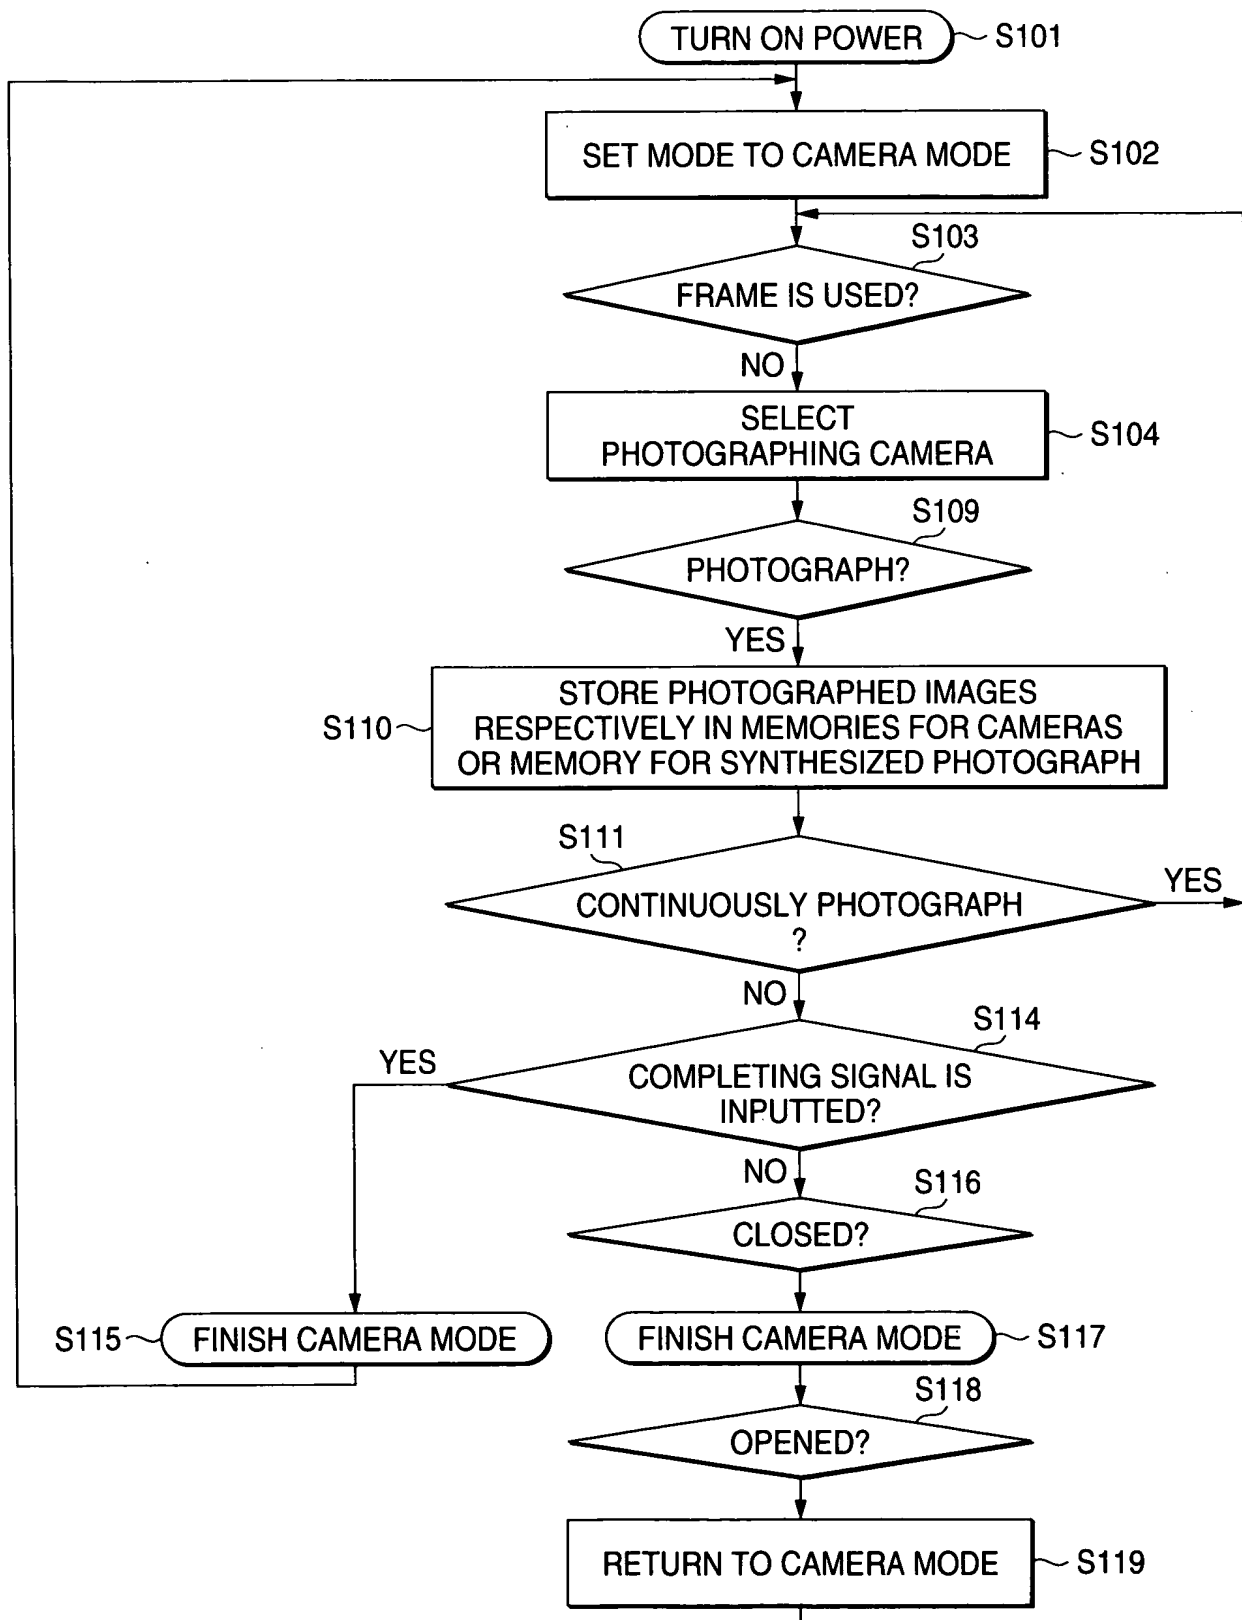 TURN ON POWER
S101
SET MODE TO CAMERA MODE
S102
S103
FRAME IS USED?
NO
SELECT
PHOTOGRAPHING CAMERA
S104
S109
PHOTOGRAPH?
YES
STORE PHOTOGRAPHED IMAGES
RESPECTIVELY IN MEMORIES FOR CAMERAS
OR MEMORY FOR SYNTHESIZED PHOTOGRAPH
S110
S111
CONTINUOUSLY PHOTOGRAPH
?
YES
NO
S114
COMPLETING SIGNAL IS
INPUTTED?
YES
NO
S116
CLOSED?
S115
FINISH CAMERA MODE
FINISH CAMERA MODE
S117
S118
OPENED?
RETURN TO CAMERA MODE
S119